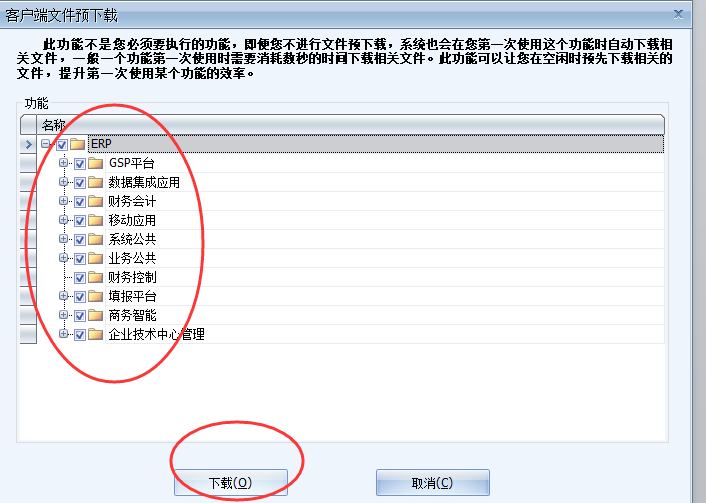 客户端文件预下载
此功能不是您必须要执行的功能，即便您不进行文件预下载，系统也会在您第一次使用这个功能时自动下载相
关文件，一般一个功能第一次使用时需要消耗数秒的时间下载相关文件。此功能可以让您在空闲时预先下载相关的
文件，提升第一次使用某个功能的效率。
功能
名称
ERP
GSP平台
数据集成应用
财务会计
移动应用
系统公共
业务公共
财务控制
填报平台
商务智能
企业技术中心管理
下载(O) 取消(C)